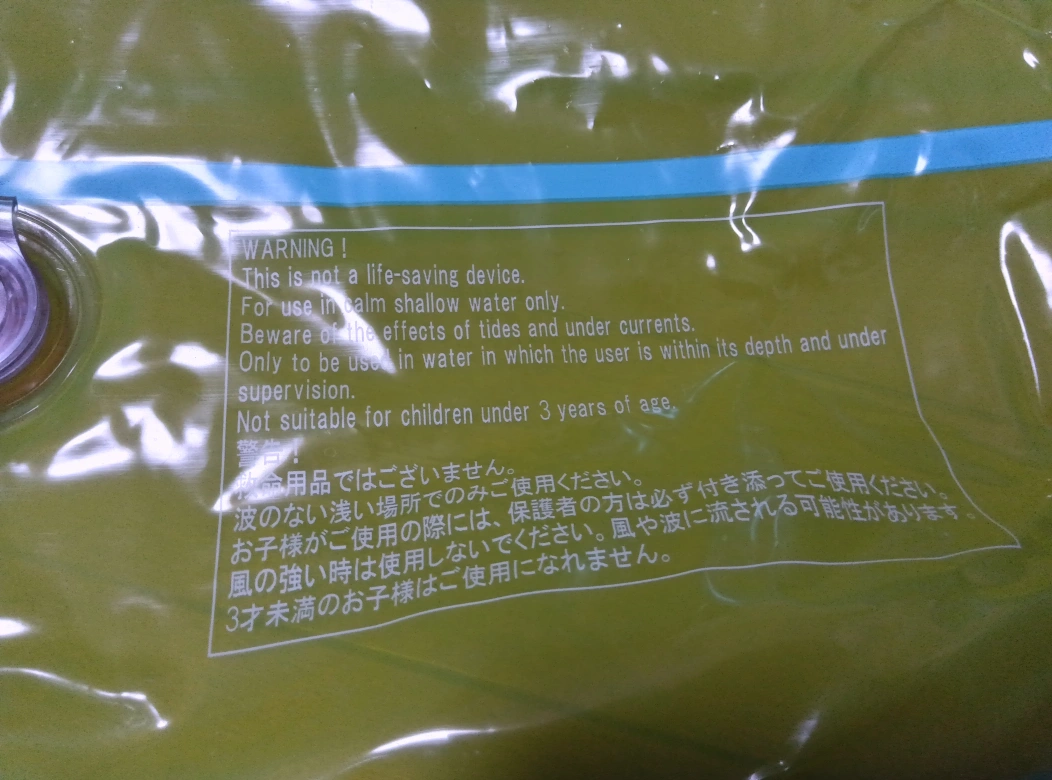 WARNING!
This is not a life-saving device.
For use in calm shallow water only.
Beware of the effects of tides and under currents.
Only to be used in water in which the user is within its depth and under
supervision.
Not suitable for children under 3 years of age.
警告!
救命用品ではございません。
波のない浅い場所でのみご使用ください。
お子様がご使用の際には、保護者の方は必ず付き添ってご使用ください。
風の強い時は使用しないでください。風や波に流される可能性があります。
3才未満のお子様はご使用になれません。